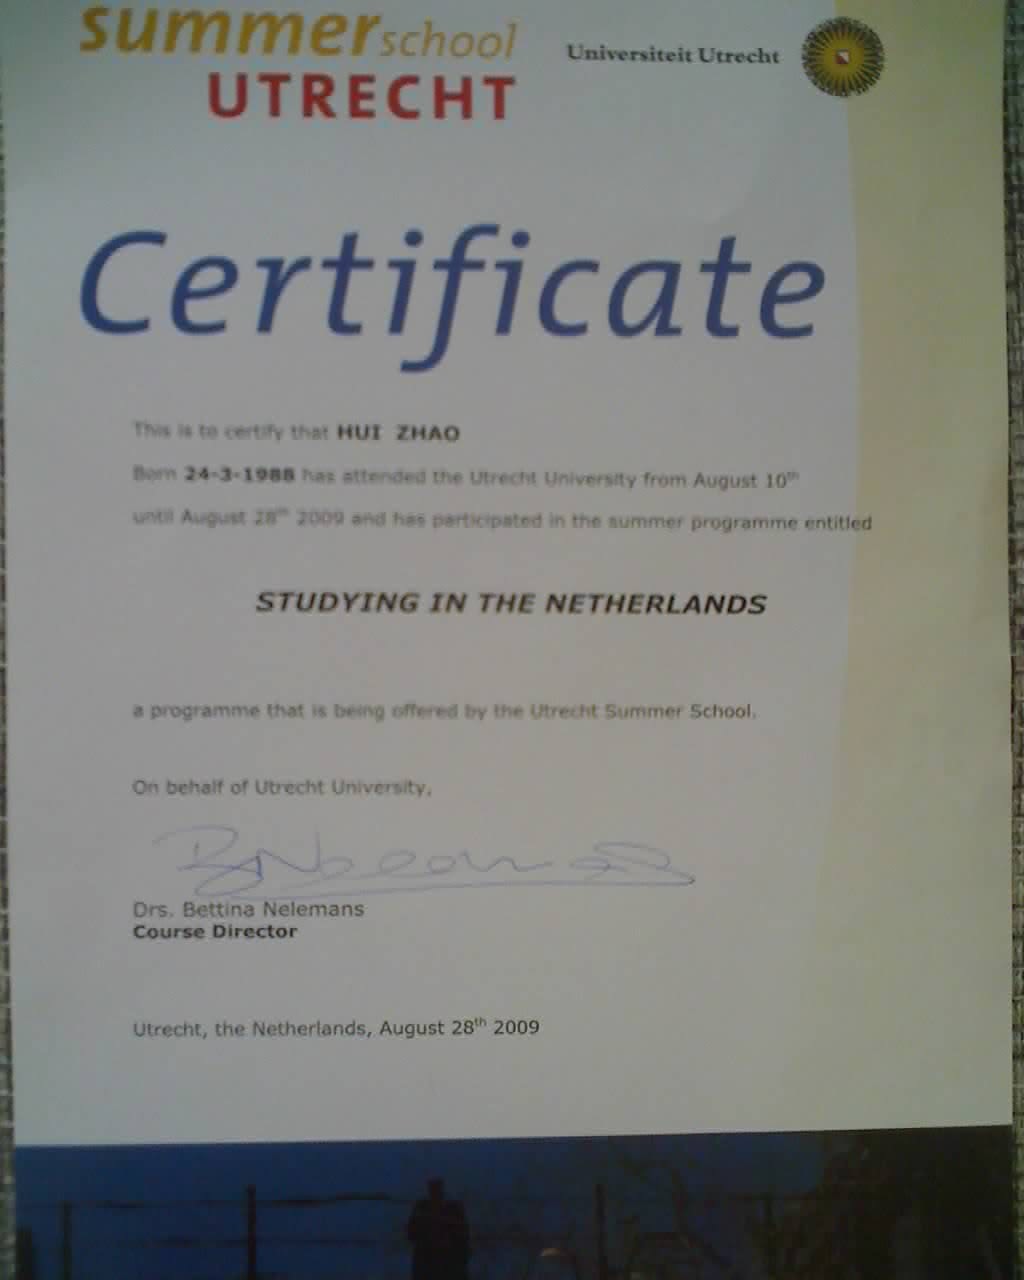 summerschool
UTRECHT
Universiteit Utrecht
Certificate
This is to certify that HUI ZHAO
Born 24-3-1988 has attended the Utrecht University from August 10th
until August 28th 2009 and has participated in the summer programme entitled
STUDYING IN THE NETHERLANDS
a programme that is being offered by the Utrecht Summer School.
On behalf of Utrecht University,
Drs. Bettina Nelemans
Course Director
Utrecht, the Netherlands, August 28th 2009